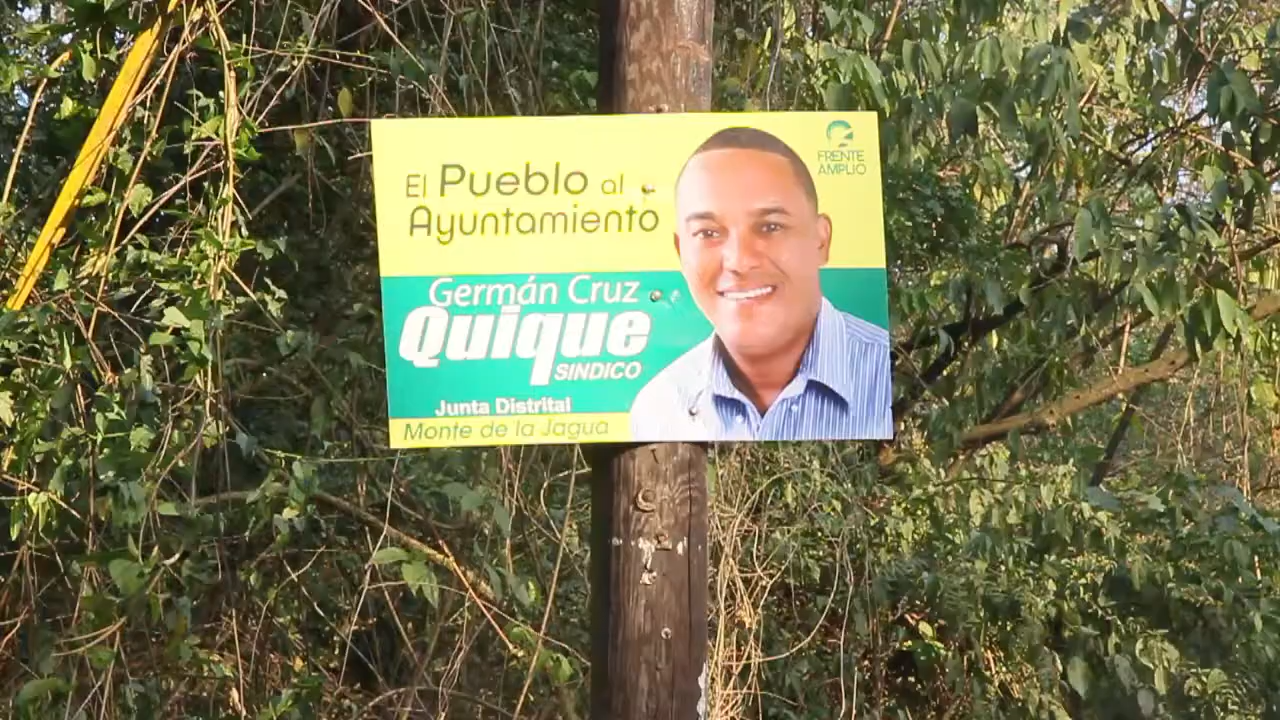 El Pueblo al
Ayuntamiento
FRENTE
AMPLIO
Germán Cruz
Quique
SINDICO
Junta Distrital
Monte de la Jagua